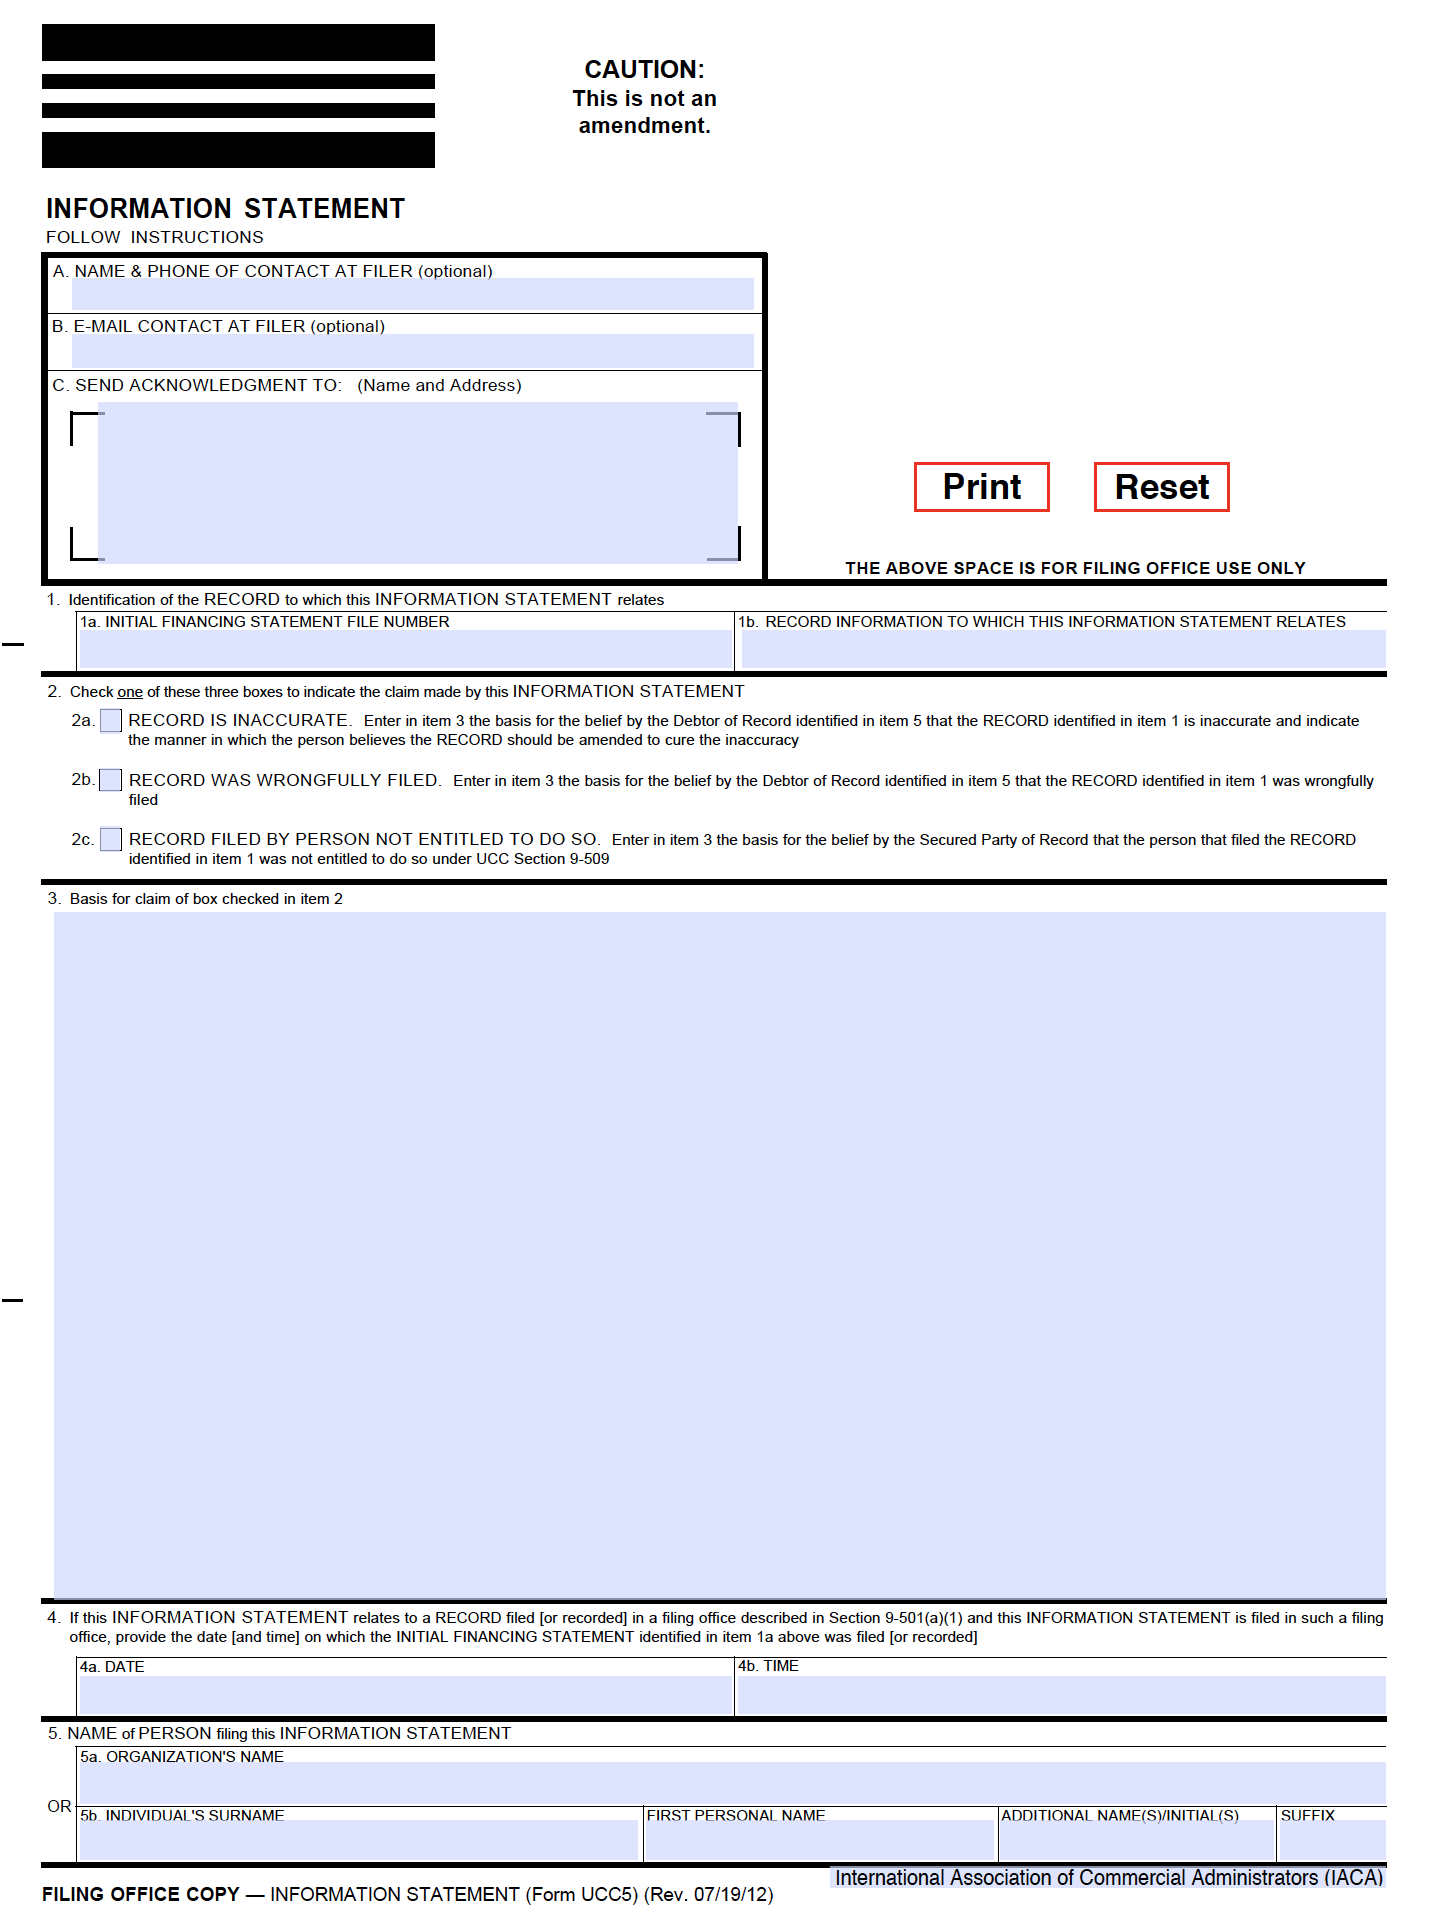 CAUTION:
This is not an
amendment.
INFORMATION STATEMENT
FOLLOW INSTRUCTIONS
A. NAME & PHONE OF CONTACT AT FILER (optional)
B. E-MAIL CONTACT AT FILER (optional)
C. SEND ACKNOWLEDGMENT TO: (Name and Address)
Print Reset
THE ABOVE SPACE IS FOR FILING OFFICE USE ONLY
1. Identification of the RECORD to which this INFORMATION STATEMENT relates
1a. INITIAL FINANCING STATEMENT FILE NUMBER
1b. RECORD INFORMATION TO WHICH THIS INFORMATION STATEMENT RELATES
2. Check one of these three boxes to indicate the claim made by this INFORMATION STATEMENT
2a. RECORD IS INACCURATE. Enter in item 3 the basis for the belief by the Debtor of Record identified in item 5 that the RECORD identified in item 1 is inaccurate and indicate
the manner in which the person believes the RECORD should be amended to cure the inaccuracy
2b. RECORD WAS WRONGFULLY FILED. Enter in item 3 the basis for the belief by the Debtor of Record identified in item 5 that the RECORD identified in item 1 was wrongfully
filed
2c. RECORD FILED BY PERSON NOT ENTITLED TO DO SO. Enter in item 3 the basis for the belief by the Secured Party of Record that the person that filed the RECORD
identified in item 1 was not entitled to do so under UCC Section 9-509
3. Basis for claim of box checked in item 2
4. If this INFORMATION STATEMENT relates to a RECORD filed [or recorded] in a filing office described in Section 9-501(a)(1) and this INFORMATION STATEMENT is filed in such a filing
office, provide the date [and time] on which the INITIAL FINANCING STATEMENT identified in item 1a above was filed [or recorded]
4a. DATE
4b. TIME
5. NAME of PERSON filing this INFORMATION STATEMENT
5a. ORGANIZATION'S NAME
OR
5b. INDIVIDUAL'S SURNAME
FIRST PERSONAL NAME
ADDITIONAL NAME(S)/INITIAL(S)
SUFFIX
International Association of Commercial Administrators (IACA)
FILING OFFICE COPY — INFORMATION STATEMENT (Form UCC5) (Rev. 07/19/12)